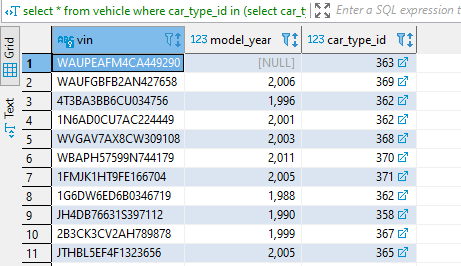 select * from vehicle where car_type_id in (select car_t
Enter a SQL expression t
Grid
Text
vin 123 model_year 123 car_type_id
1 WAUPEAFM4CA449290 [NULL] 363
2 WAUFGBFB2AN427658 2,006 369
3 4T3BA3BB6CU034756 1,996 362
4 1N6AD0CU7AC224449 2,001 362
5 WVGAV7AX8CW309108 2,003 368
6 WBAPH57599N744179 2,011 370
7 1FMJK1HT9FE166704 2,005 371
8 1G6DW6ED6B0346719 1,988 362
9 JH4DB76631S397112 1,990 358
10 2B3CK3CV2AH789878 1,999 367
11 JTHBL5EF4F1323656 2,005 365